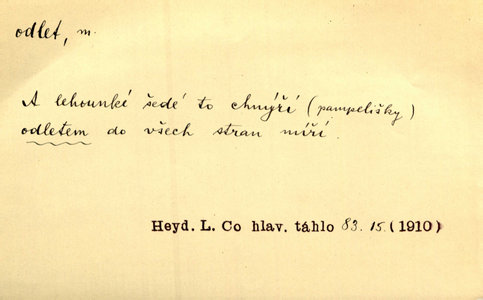 odlet, m.
A lehounké šedé to chmýří (pampelišky)
odletem do všech stran míří.
Heyd. L. Co hlav. táhlo 83. 15. (1910)